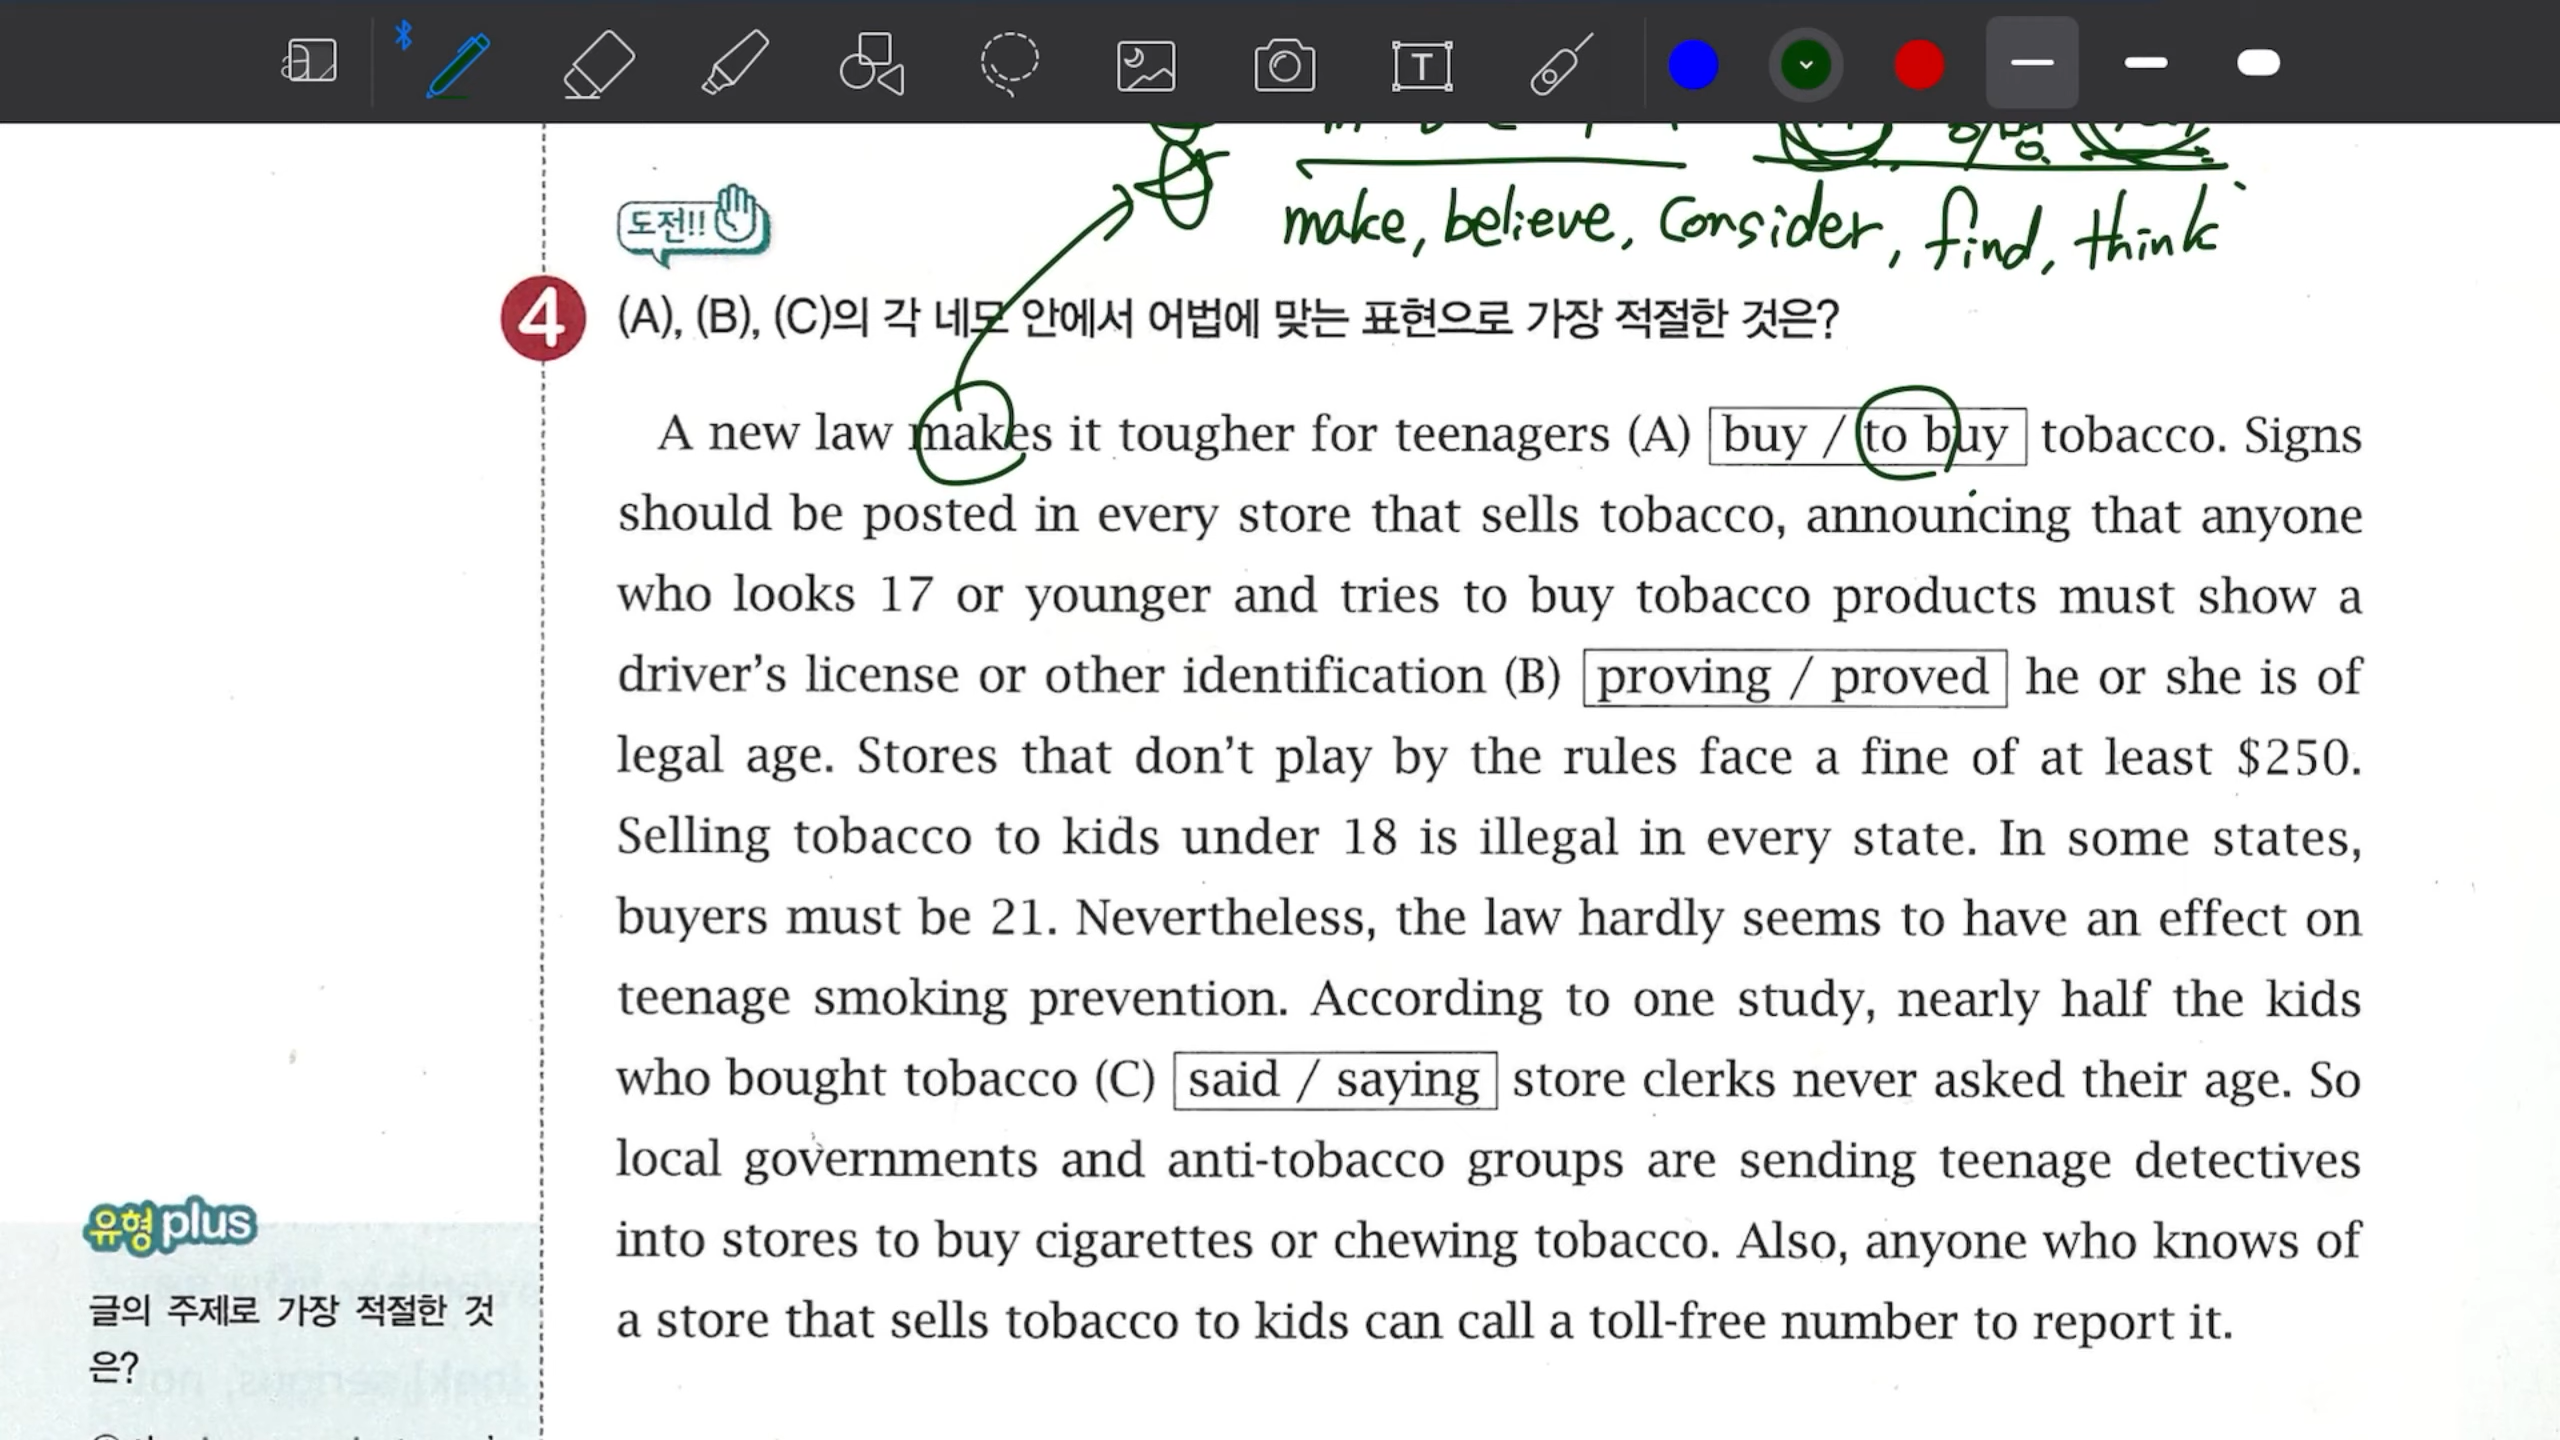 make, believe, consider, find, think
도전!!
4 (A), (B), (C)의 각 네모 안에서 어법에 맞는 표현으로 가장 적절한 것은?
A new law makes it tougher for teenagers (A) buy / to buy tobacco. Signs
should be posted in every store that sells tobacco, announcing that anyone
who looks 17 or younger and tries to buy tobacco products must show a
driver's license or other identification (B) proving / proved he or she is of
legal age. Stores that don't play by the rules face a fine of at least $250.
Selling tobacco to kids under 18 is illegal in every state. In some states,
buyers must be 21. Nevertheless, the law hardly seems to have an effect on
teenage smoking prevention. According to one study, nearly half the kids
who bought tobacco (C) said / saying store clerks never asked their age. So
local governments and anti-tobacco groups are sending teenage detectives
into stores to buy cigarettes or chewing tobacco. Also, anyone who knows of
a store that sells tobacco to kids can call a toll-free number to report it.
유형plus
글의 주제로 가장 적절한 것
은?